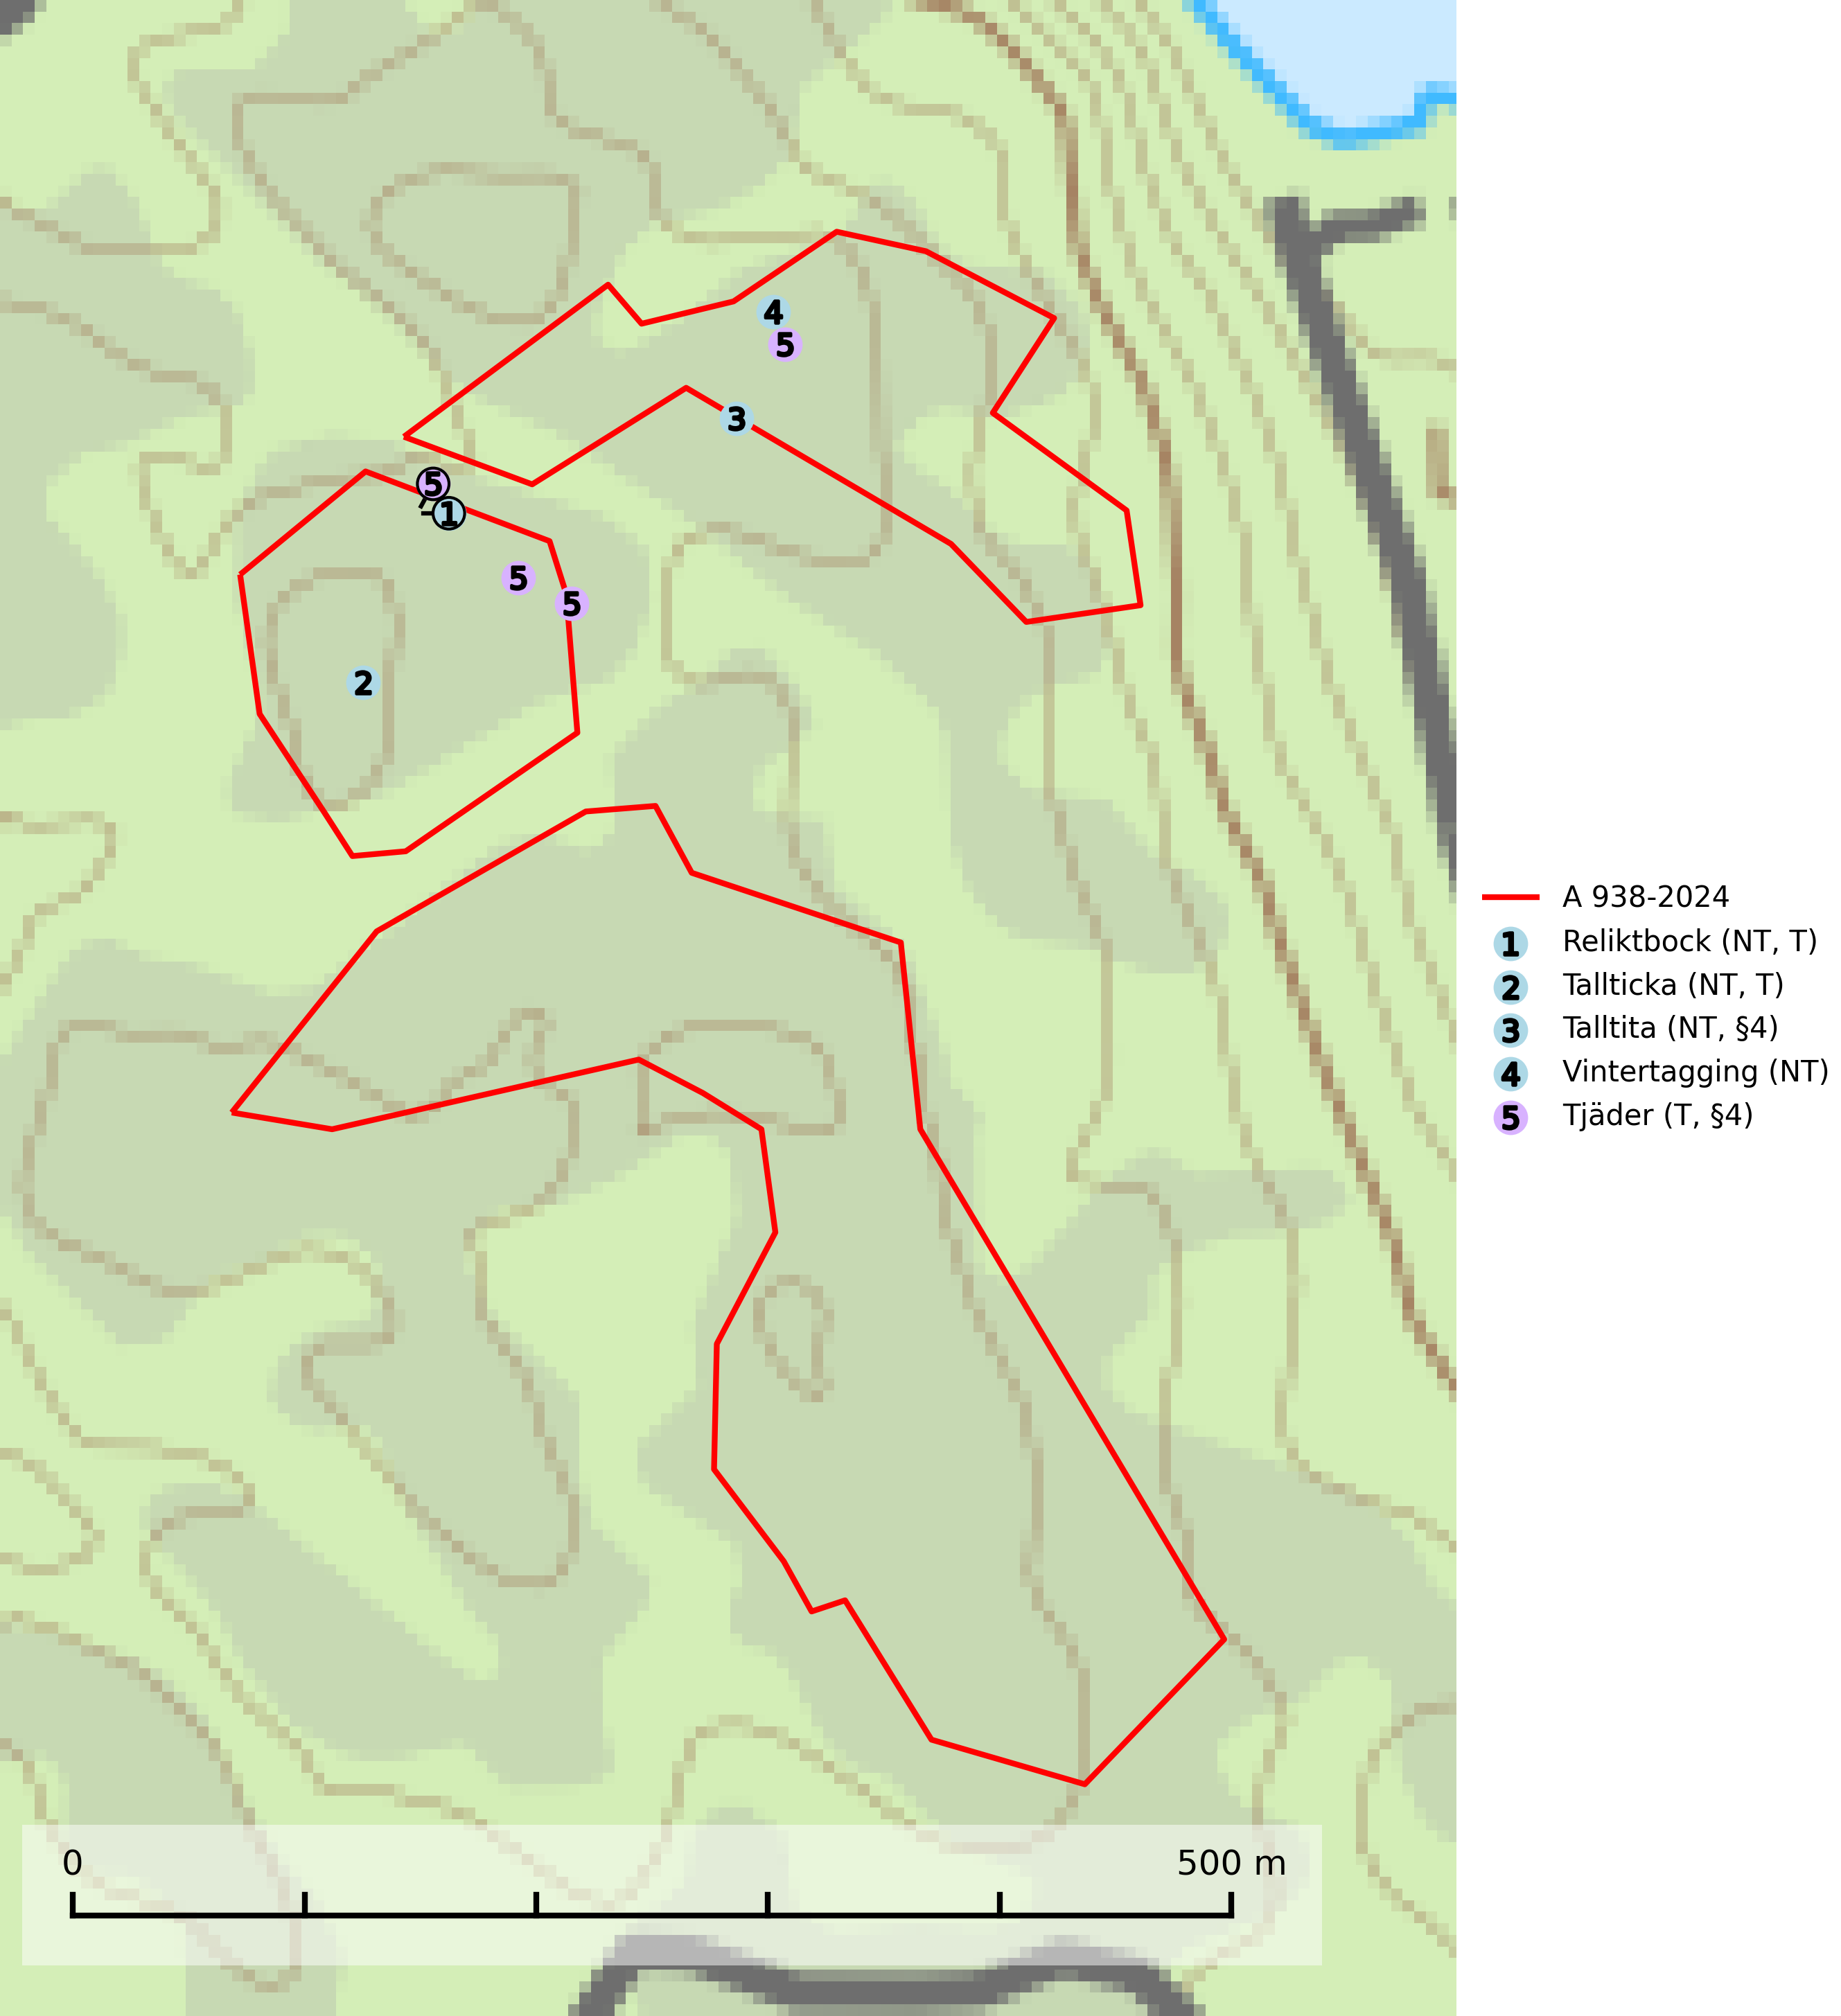 4
5
3
5
1
5
5
2
A 938-2024
1 Reliktbock (NT, T)
2 Tallticka (NT, T)
3 Talltita (NT, §4)
4 Vintertagging (NT)
5 Tjäder (T, §4)
0 500 m